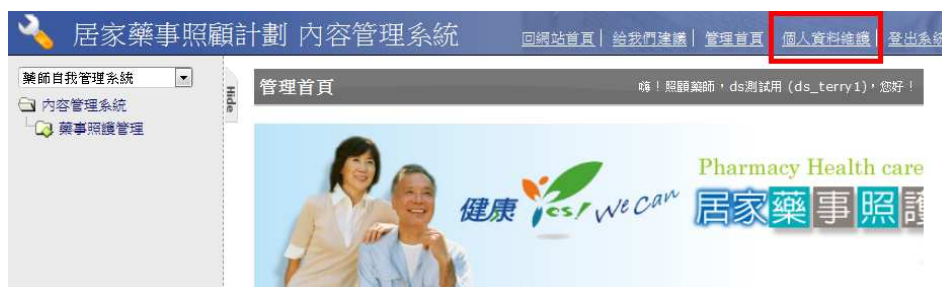 居家藥事照顧計劃 內容管理系統
回網站首頁| 給我們建議| 管理首頁 個人資料維護| 登出系統
藥師自我管理系統
Hide
管理首頁
嗨！照顧藥師，ds測試用 (ds_terry1)，您好！
內容管理系統
藥事照護管理
Pharmacy Health care
健康 Yes! We Can
居家藥事照護